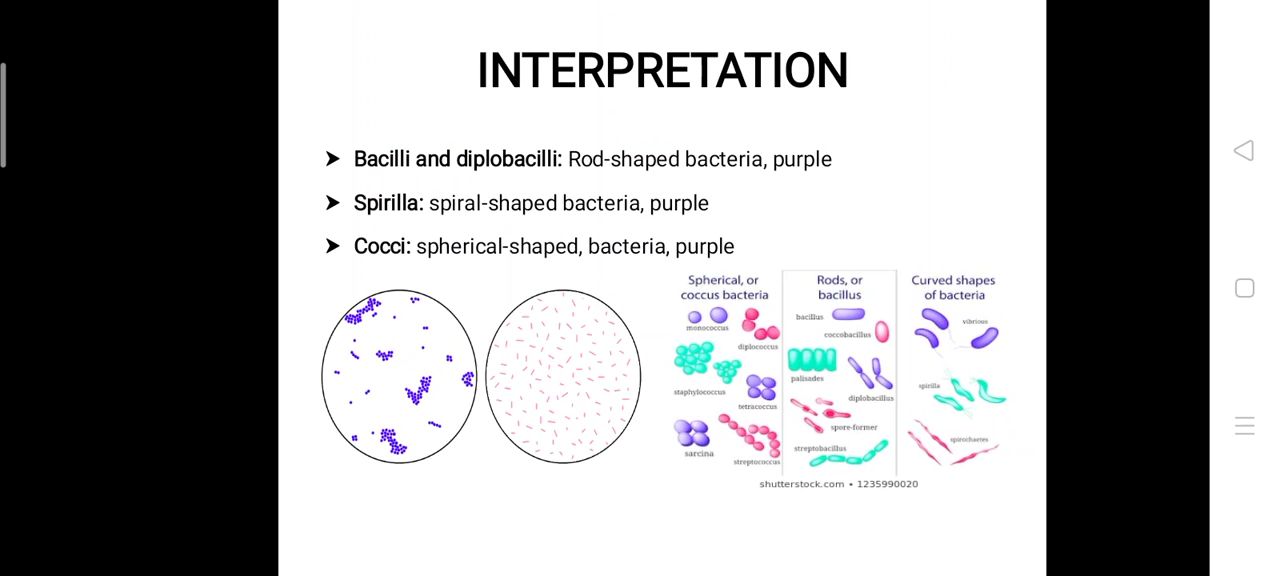 INTERPRETATION
➤ Bacilli and diplobacilli: Rod-shaped bacteria, purple
➤ Spirilla: spiral-shaped bacteria, purple
➤ Cocci: spherical-shaped, bacteria, purple
Spherical, or
coccus bacteria
monococcus
diplococcus
staphylococcus
tetracoccus
sarcina
streptococcus
Rods, or
bacillus
bacillus
coccobacillus
palisades
diplobacillus
spore-former
streptobacillus
Curved shapes
of bacteria
vibrines
spirilla
spirochaetes
shutterstock.com • 1235990020